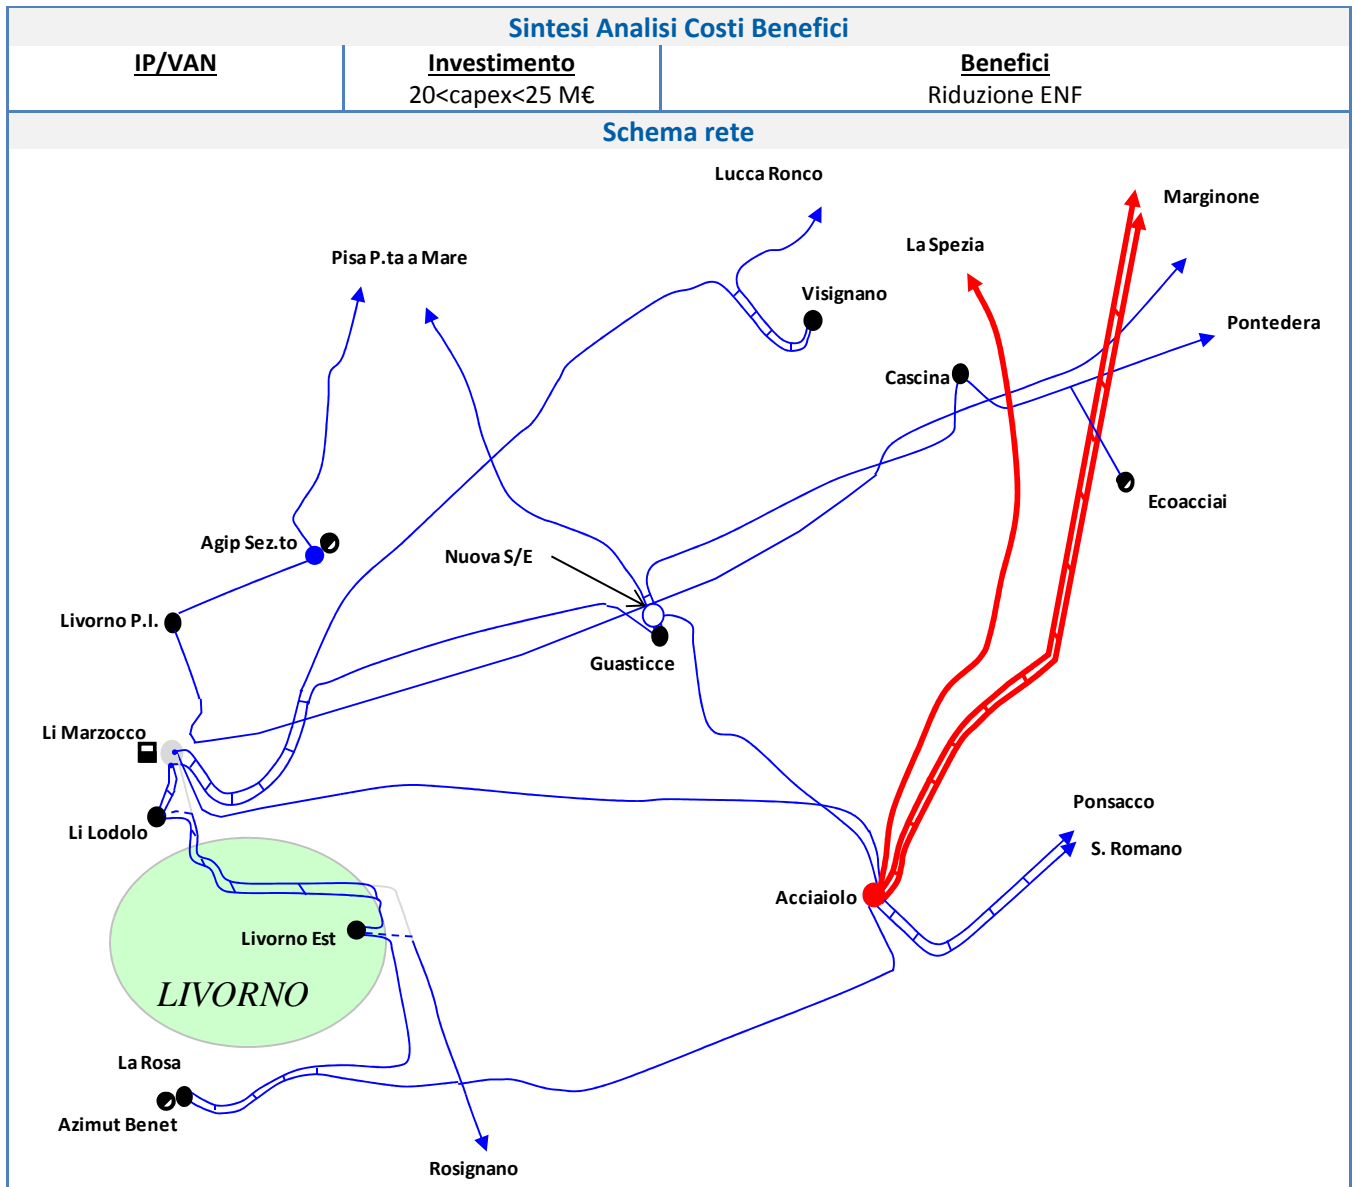 Sintesi Analisi Costi Benefici
IP/VAN
Investimento
Benefici
20<capex<25 M€
Riduzione ENF
Schema rete
Lucca Ronco
Marginone
La Spezia
Pisa P.ta a Mare
Visignano
Pontedera
Cascina
Ecoacciai
Agip Sez.to
Nuova S/E
Livorno P.I.
Guasticce
Li Marzocco
Ponsacco
Li Lodolo
S. Romano
Acciaiolo
Livorno Est
LIVORNO
La Rosa
Azimut Benet
Rosignano